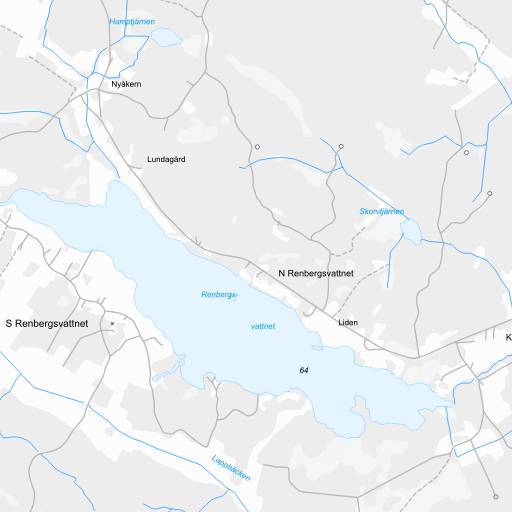 Hamptjärnen
Nyåkern
Lundagård
Skorvtjärnen
N Renbergsvattnet
Renbergs-
vattnet
Liden
S Renbergsvattnet
K
64
Lappbäcken